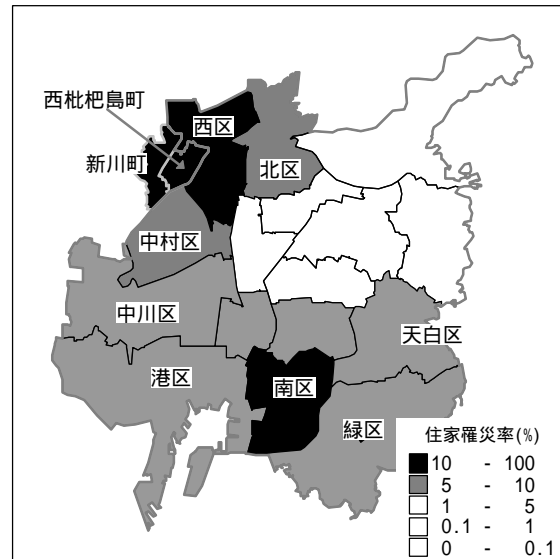 西枇杷島町
西区
新川町
北区
中村区
中川区
天白区
港区
南区
緑区
住家罹災率(%)
10 - 100
5 - 10
1 - 5
0.1 - 1
0 - 0.1